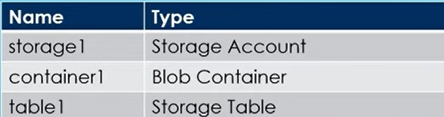 Name Type
storage1 Storage Account
container1 Blob Container
table1 Storage Table